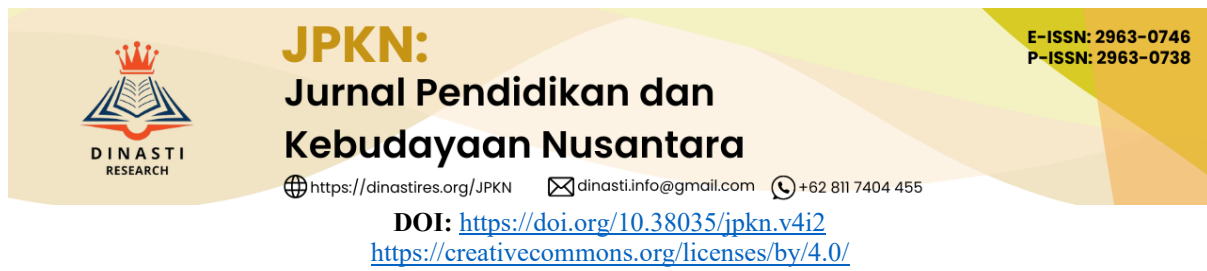 JPKN:
Jurnal Pendidikan dan
Kebudayaan Nusantara
DINASTI
RESEARCH
https://dinastires.org/JPKN dinasti.info@gmail.com +62 811 7404 455
E-ISSN: 2963-0746
P-ISSN: 2963-0738
DOI: https://doi.org/10.38035/jpkn.v4i2
https://creativecommons.org/licenses/by/4.0/